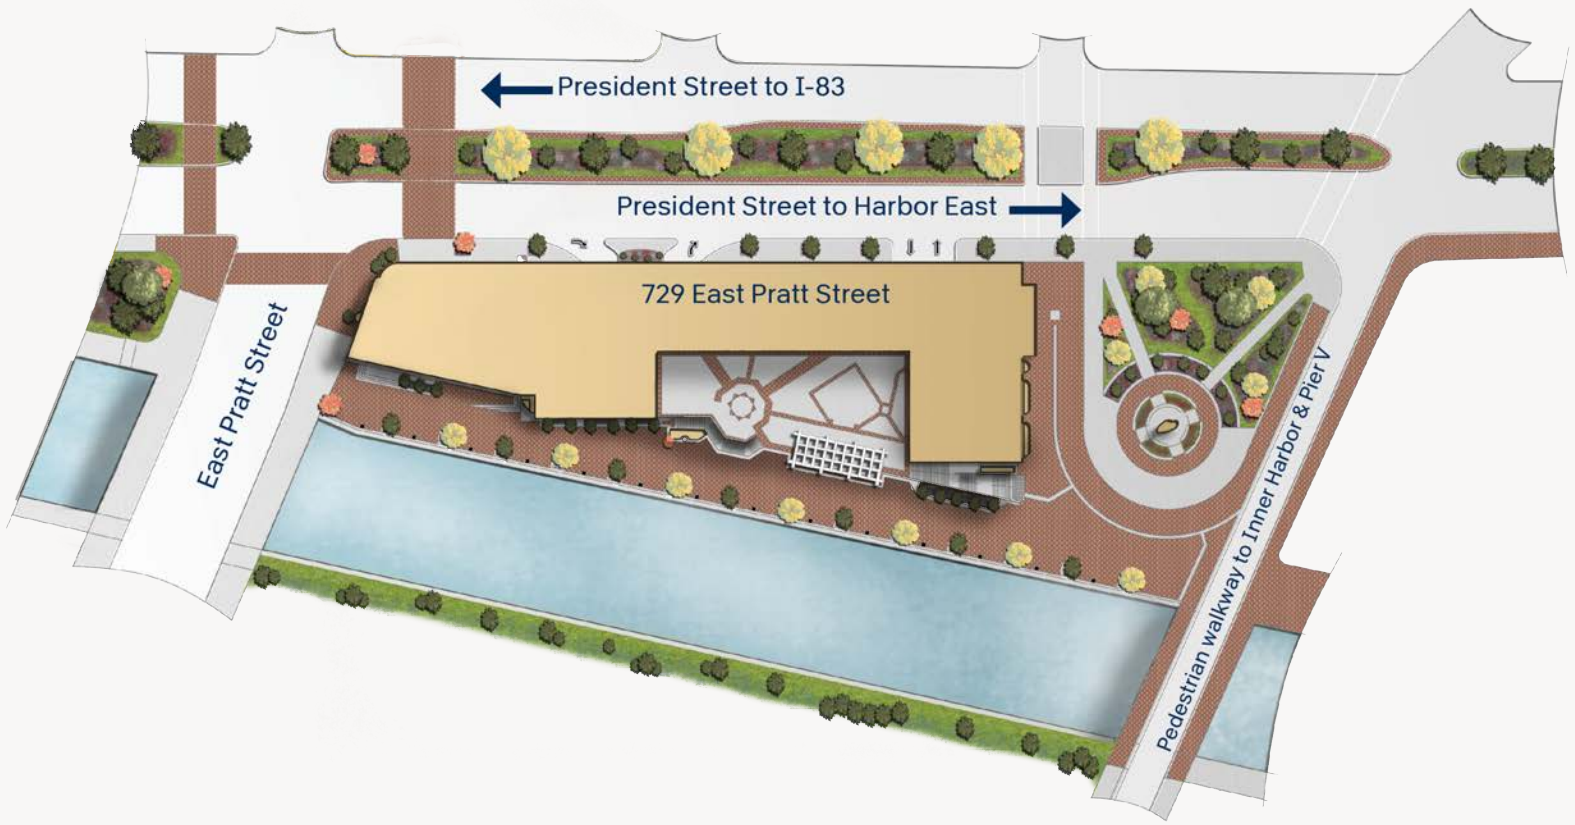 President Street to I-83
President Street to Harbor East
729 East Pratt Street
East Pratt Street
Pedestrian walkway to Inner Harbor & Pier V